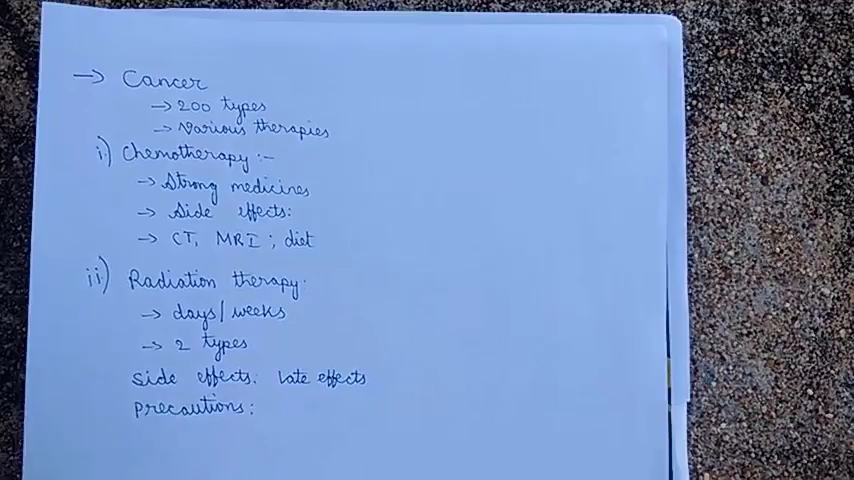 → Cancer
→ 200 types
→ Various therapies
i) Chemotherapy :-
→ Strong medicines
→ Side effects:
→ CT, MRI ; diet
ii) Radiation therapy:
→ days/weeks
→ 2 types
Side effects: Late effects
Precautions: